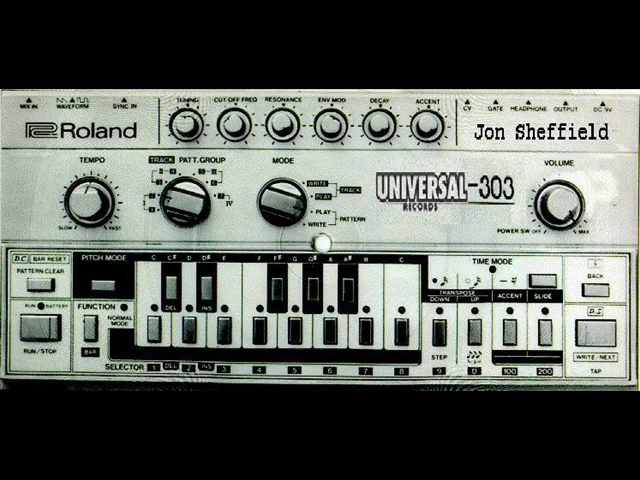 TUNING CUT OFF FREQ RESONANCE ENV MOD DECAY ACCENT
MIX IN WAVEFORM SYNC IN
CV GATE HEADPHONE OUTPUT DC 9V
Roland
Jon Sheffield
TEMPO
SLOW FAST
TRACK PATT. GROUP
IV
MODE
WRITE
PLAY
TRACK
PLAY
WRITE
PATTERN
UNIVERSAL-303
RECORDS
VOLUME
POWER SW OFF MAX
D.C. BAR RESET
PATTERN CLEAR
PITCH MODE
C C# D D# E F F# G G# A A# B C
DEL INS
TIME MODE
TRANSPOSE
DOWN UP ACCENT SLIDE
BACK
RUN BATTERY
RUN/STOP
FUNCTION
NORMAL MODE
BAR
SELECTOR 1 DEL 2 INS 3 4 5 6 7 8
STEP
9 0 100 200
D.S.
WRITE/NEXT
TAP